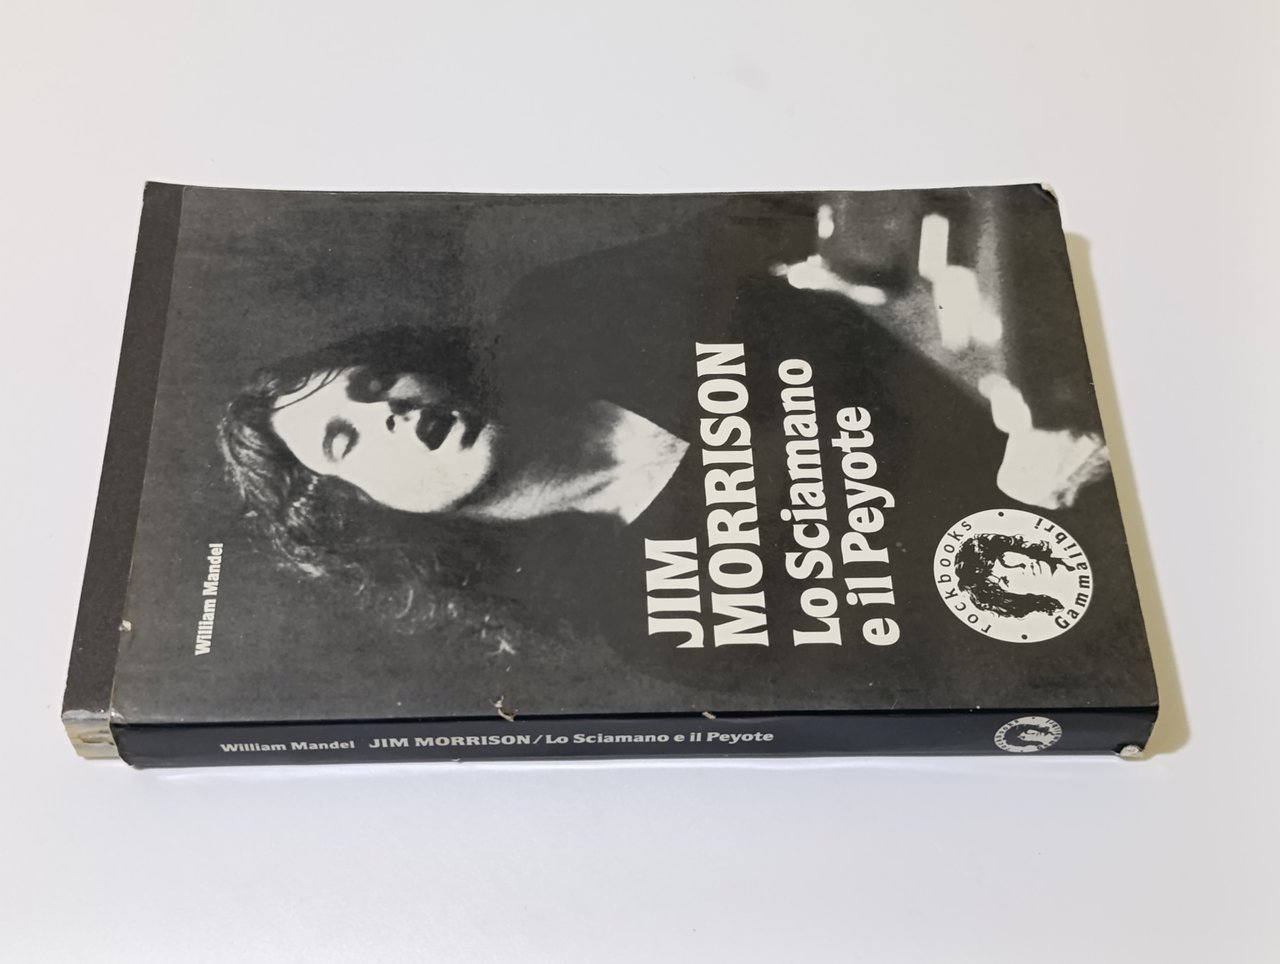 William Mandel
JIM
MORRISON
Lo Sciamano
e il Peyote
rockbooks • Gammalibri •
William Mandel JIM MORRISON/Lo Sciamano e il Peyote